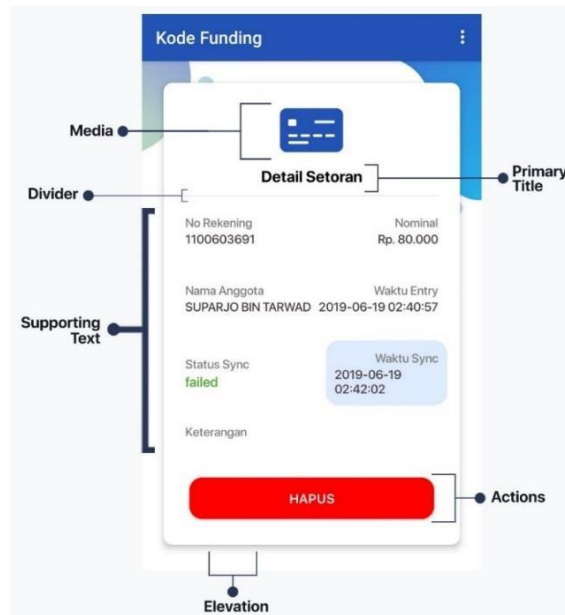 Kode Funding
Media
Detail Setoran
Primary
Title
Divider
No Rekening
Nominal
1100603691
Rp. 80.000
Nama Anggota
Waktu Entry
SUPARJO BIN TARWAD
2019-06-19 02:40:57
Supporting
Text
Status Sync
failed
Waktu Sync
2019-06-19
02:42:02
Keterangan
HAPUS
Actions
Elevation